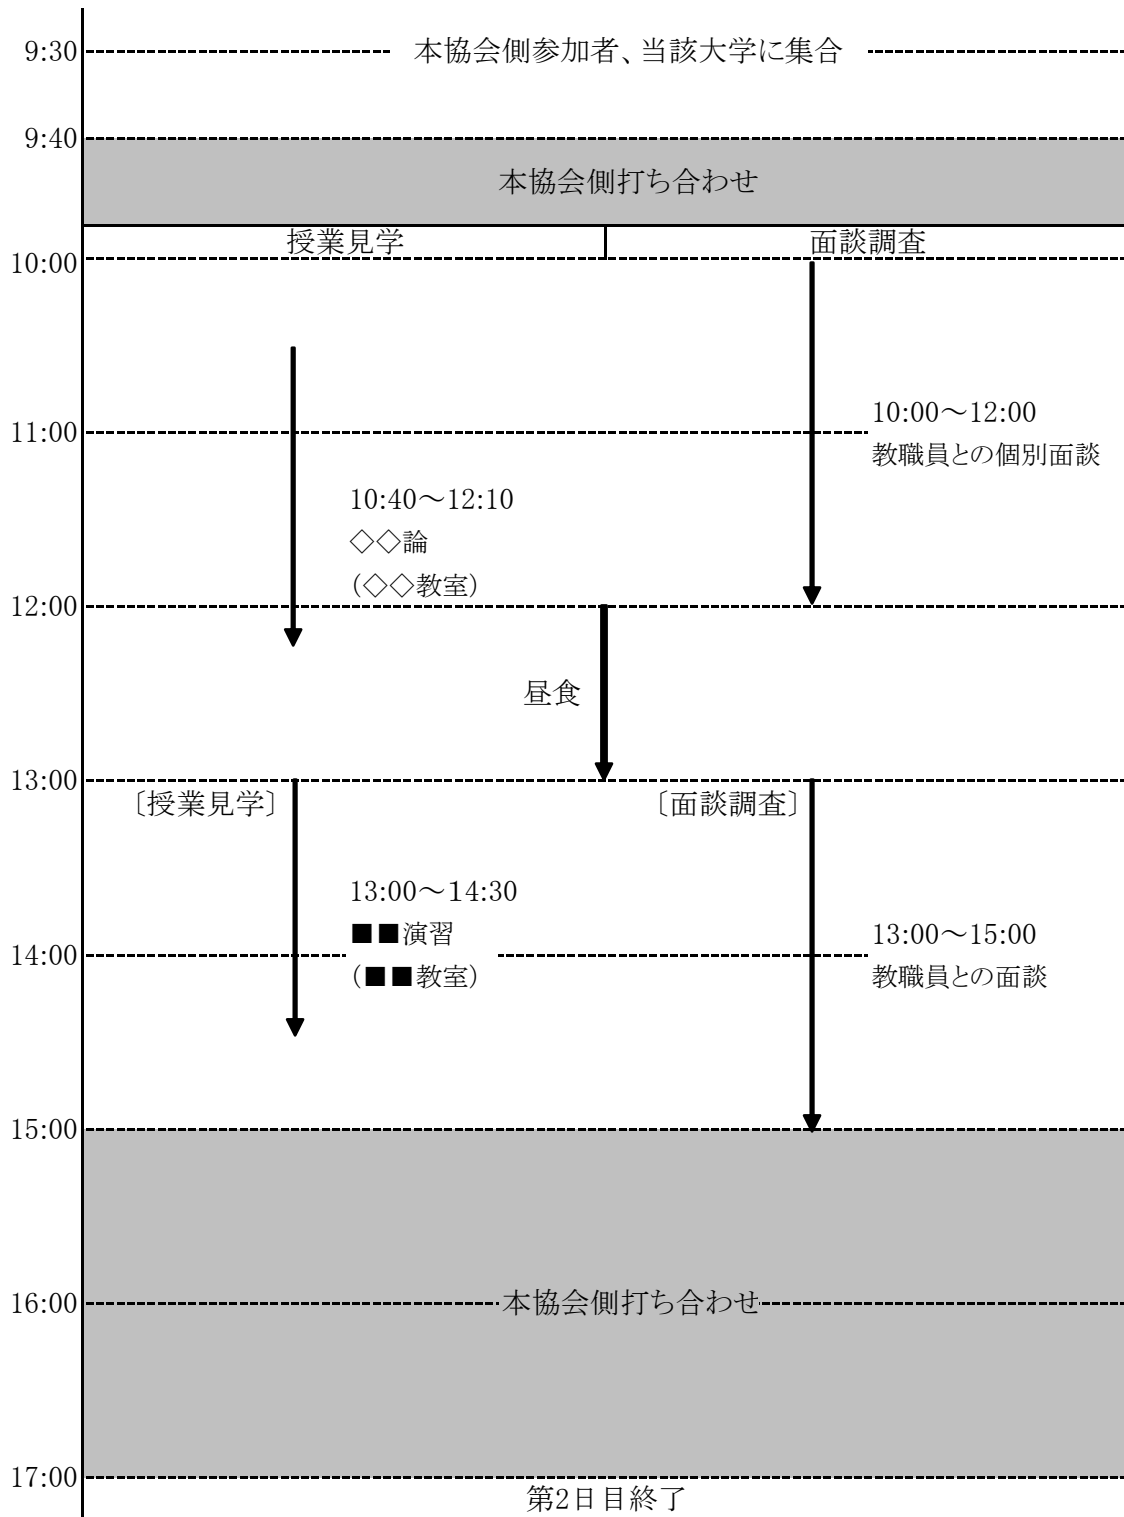 9:30 本協会側参加者、当該大学に集合
9:40
本協会側打ち合わせ
授業見学 面談調査
10:00
10:00～12:00
11:00
教職員との個別面談
10:40～12:10
◇◇論
(◇◇教室)
12:00
昼食
13:00
〔授業見学〕 〔面談調査〕
13:00～14:30
■■演習 13:00～15:00
14:00
(■■教室) 教職員との面談
15:00
16:00 本協会側打ち合わせ
17:00
第2日目終了